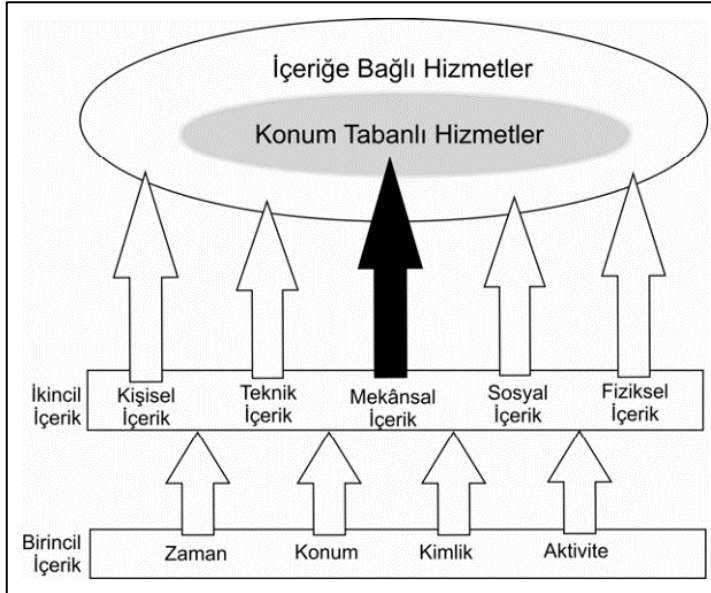 İçeriğe Bağlı Hizmetler
Konum Tabanlı Hizmetler
İkincil
İçerik
Kişisel
İçerik
Teknik
İçerik
Mekânsal
İçerik
Sosyal
İçerik
Fiziksel
İçerik
Birincil
İçerik
Zaman
Konum
Kimlik
Aktivite